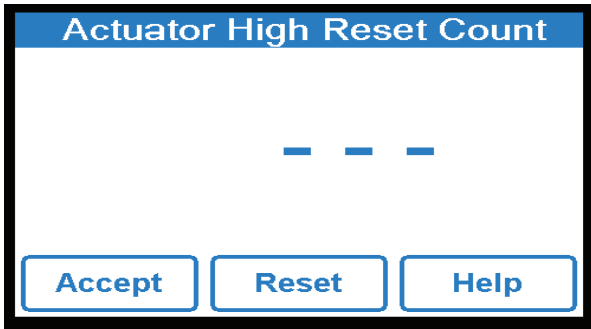 Actuator High Reset Count
- - -
Accept Reset Help